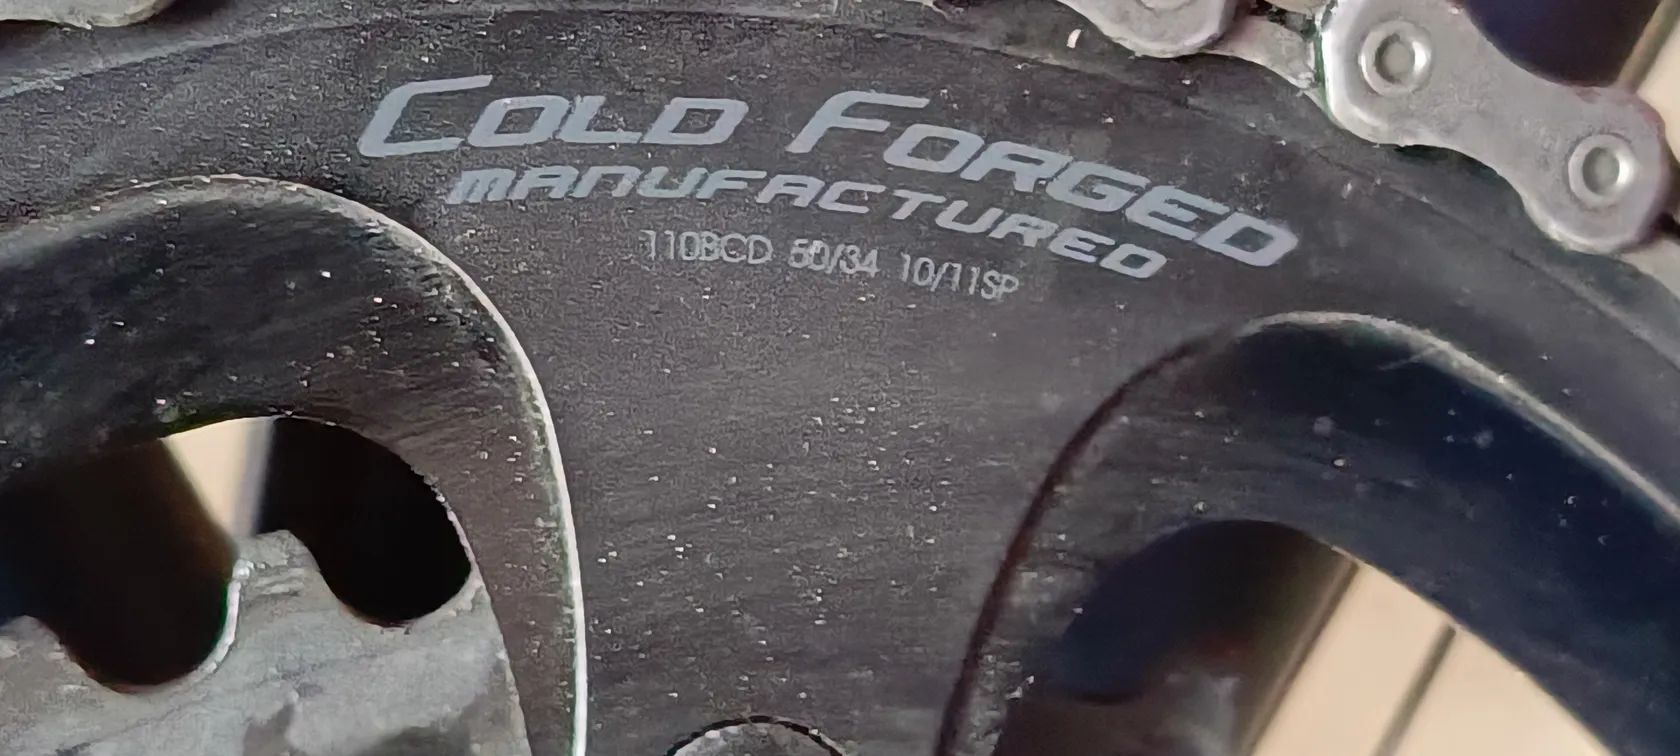 COLD FORGED
MANUFACTURED
110BCD 50/34 10/11SP